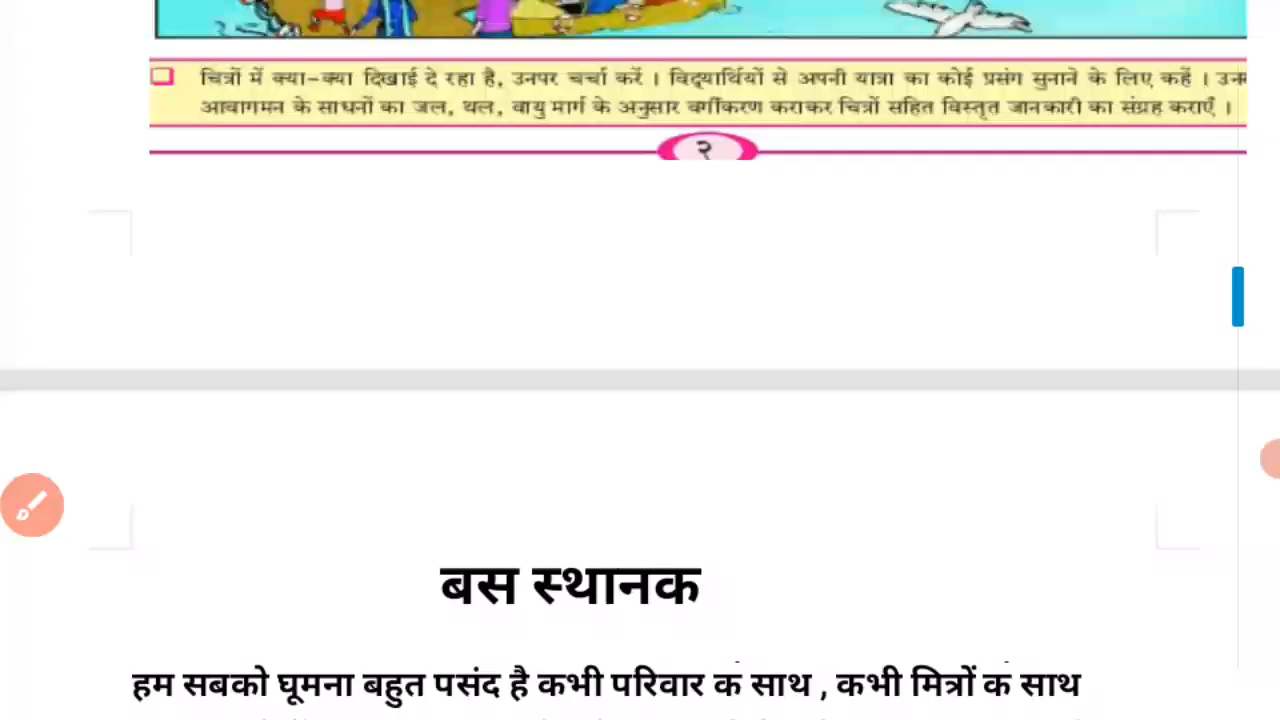 चित्रों में क्या-क्या दिखाई दे रहा है, उनपर चर्चा करें । विद्यार्थियों से अपनी यात्रा का कोई प्रसंग सुनाने के लिए कहें ।
आवागमन के साधनों का जल, थल, वायु मार्ग के अनुसार वर्गीकरण कराकर चित्रों सहित विस्तृत जानकारी का संग्रह कराएँ ।
२
बस स्थानक
हम सबको घूमना बहुत पसंद है कभी परिवार के साथ , कभी मित्रों के साथ